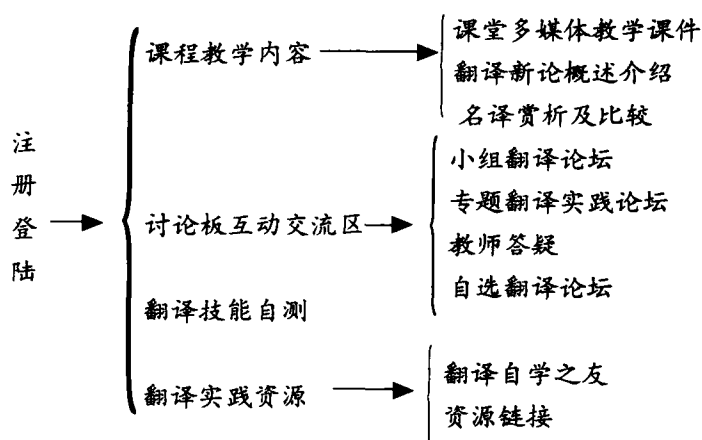 注册登陆
课程教学内容
课堂多媒体教学课件
翻译新论概述介绍
名译赏析及比较
讨论板互动交流区
小组翻译论坛
专题翻译实践论坛
教师答疑
自选翻译论坛
翻译技能自测
翻译实践资源
翻译自学之友
资源链接